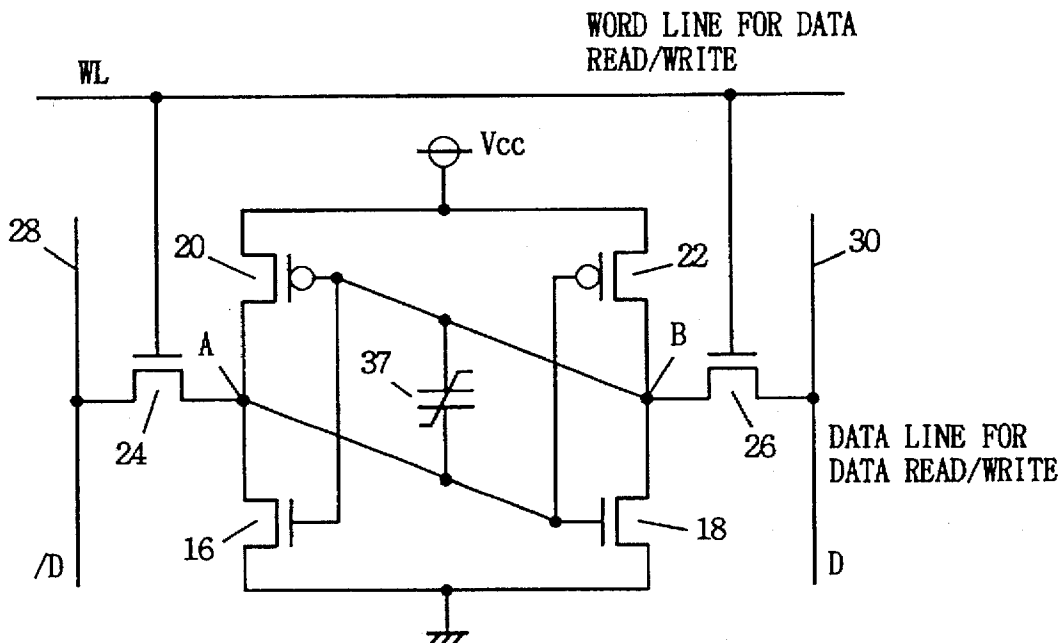 WORD LINE FOR DATA
READ/WRITE
WL
Vcc
28
20
22
30
A
B
37
24
26
DATA LINE FOR
DATA READ/WRITE
16
18
/D
D